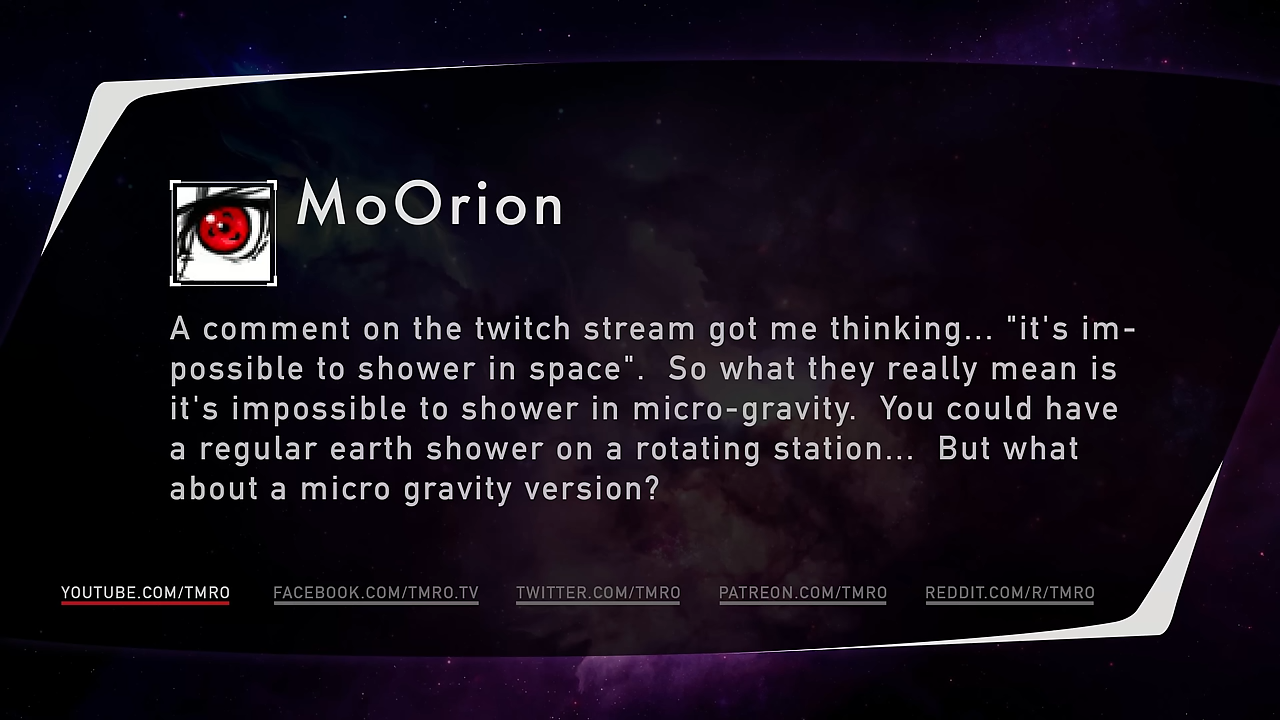 MoOrion
A comment on the twitch stream got me thinking... "it's im-
possible to shower in space".  So what they really mean is
it's impossible to shower in micro-gravity.  You could have
a regular earth shower on a rotating station...  But what
about a micro gravity version?
YOUTUBE.COM/TMRO FACEBOOK.COM/TMRO.TV TWITTER.COM/TMRO PATREON.COM/TMRO REDDIT.COM/R/TMRO